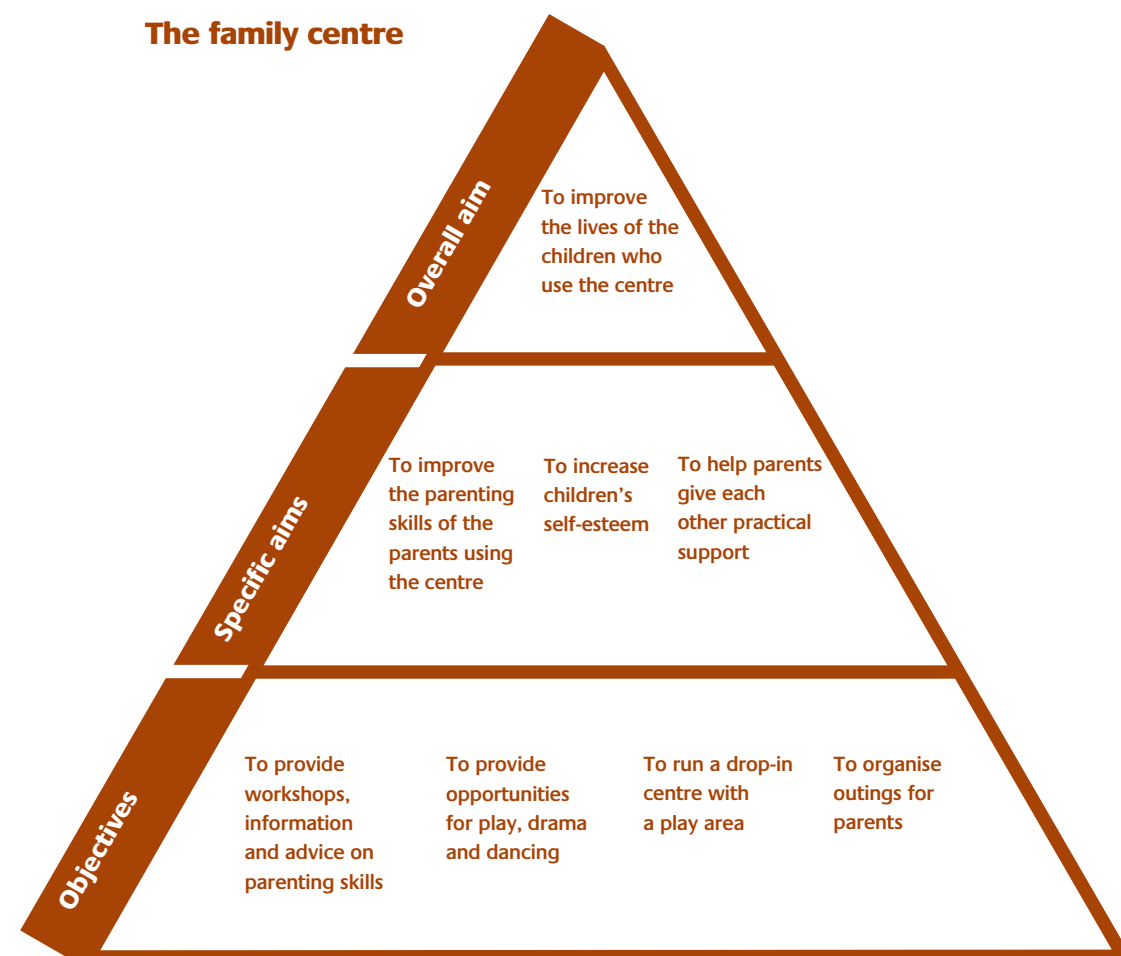 The family centre
Overall aim
To improve
the lives of the
children who
use the centre
Specific aims
To improve
the parenting
skills of the
parents using
the centre
To increase
children’s
self-esteem
To help parents
give each
other practical
support
Objectives
To provide
workshops,
information
and advice on
parenting skills
To provide
opportunities
for play, drama
and dancing
To run a drop-in
centre with
a play area
To organise
outings for
parents